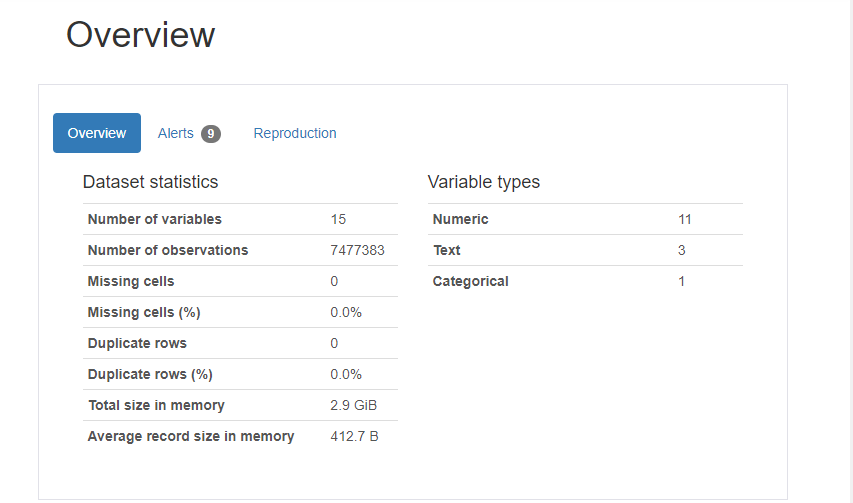 Overview
Overview Alerts 9 Reproduction
Dataset statistics
Number of variables 15
Number of observations 7477383
Missing cells 0
Missing cells (%) 0.0%
Duplicate rows 0
Duplicate rows (%) 0.0%
Total size in memory 2.9 GiB
Average record size in memory 412.7 B
Variable types
Numeric 11
Text 3
Categorical 1